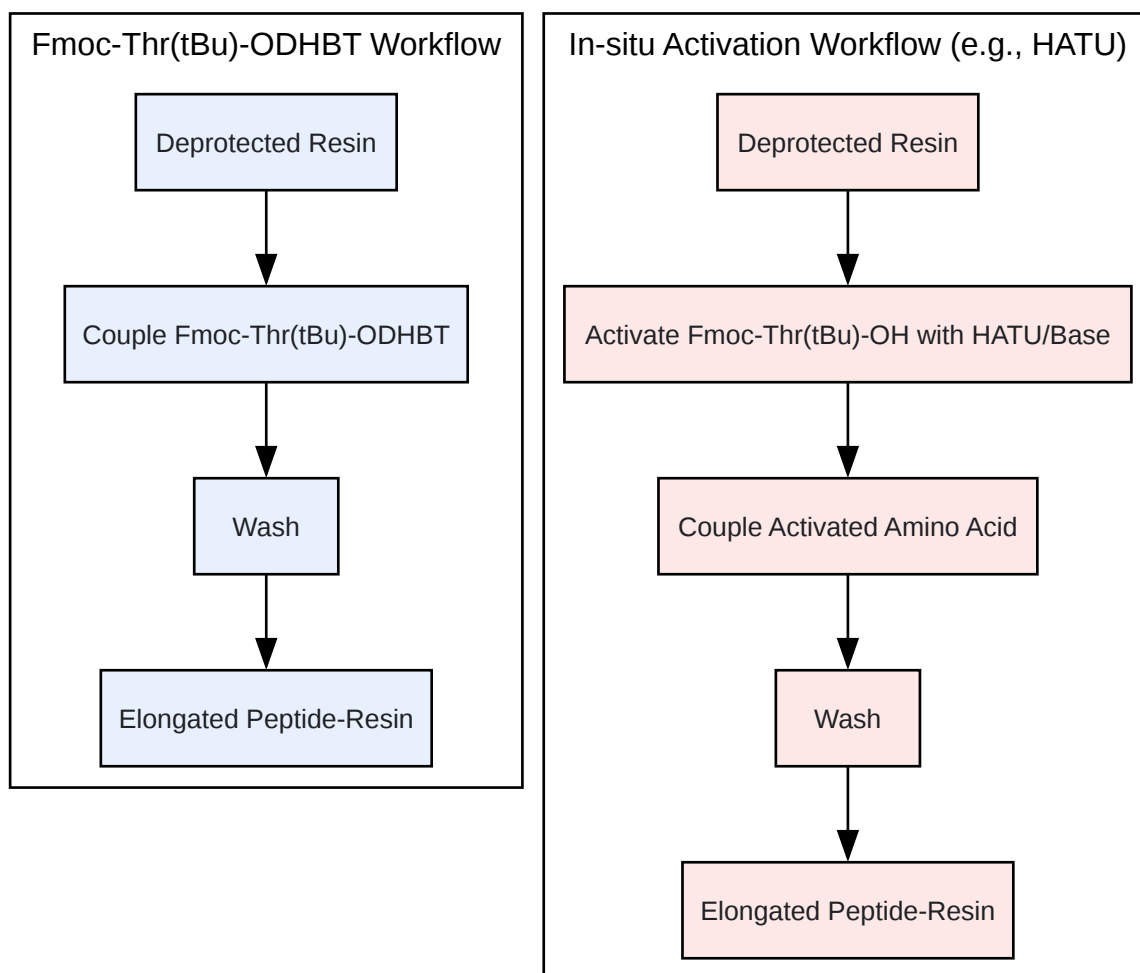 Fmoc-Thr(tBu)-ODHBT Workflow
Deprotected Resin
Couple Fmoc-Thr(tBu)-ODHBT
Wash
Elongated Peptide-Resin
In-situ Activation Workflow (e.g., HATU)
Deprotected Resin
Activate Fmoc-Thr(tBu)-OH with HATU/Base
Couple Activated Amino Acid
Wash
Elongated Peptide-Resin